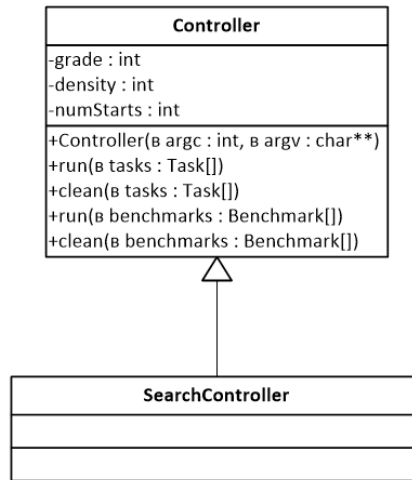 Controller
-grade : int
-density : int
-numStarts : int
+Controller(в argc : int, в argv : char**)
+run(в tasks : Task[])
+clean(в tasks : Task[])
+run(в benchmarks : Benchmark[])
+clean(в benchmarks : Benchmark[])
SearchController